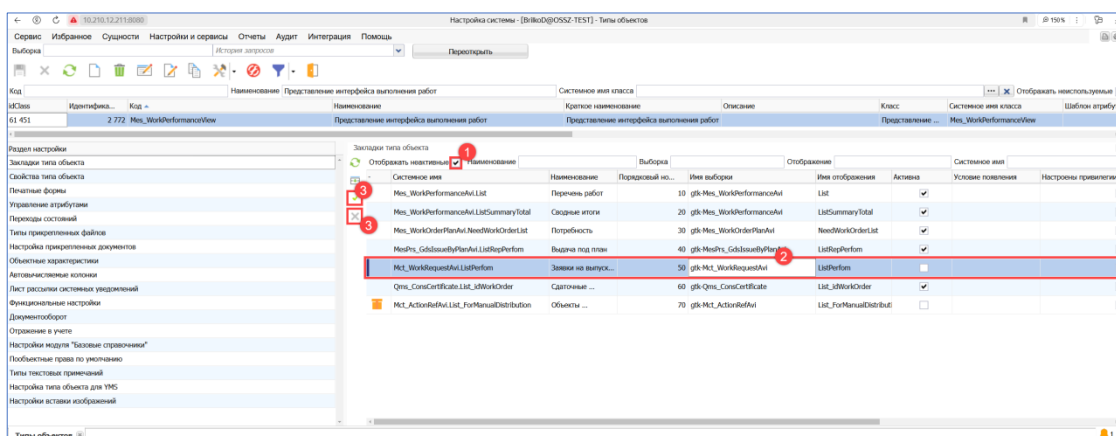 10.210.12.211:8080 Настройка системы - [BrilkoD@OSSZ-TEST] - Типы объектов 150%
Сервис Избранное Сущности Настройки и сервисы Отчеты Аудит Интеграция Помощь
Выборка История запросов Переоткрыть
Код Наименование Представление интерфейса выполнения работ Системное имя класса Отображать неиспользуемые
idClass Идентифика... Код Наименование Краткое наименование Описание Класс Системное имя класса Шаблон атрибу
61 451 2 772 Mes_WorkPerformanceView Представление интерфейса выполнения работ Представление интерфейса выполнения работ Представление ... Mes_WorkPerformanceView
Раздел настройки Закладки типа объекта
1
Закладки типа объекта Отображать неактивные Наименование Выборка Отображение Системное имя
Свойства типа объекта Системное имя Наименование Порядковый но... Имя выборки Имя отображения Активна Условие появления Настроены привилегии
Печатные формы
3 Mes_WorkPerformanceAvi.List Перечень работ 10 gtk-Mes_WorkPerformanceAvi List
Управление атрибутами
Переходы состояний 3 Mes_WorkPerformanceAvi.ListSummaryTotal Сводные итоги 20 gtk-Mes_WorkPerformanceAvi ListSummaryTotal
Типы прикрепленных файлов Mes_WorkOrderPlanAvi.NeedWorkOrderList Потребность 30 gtk-Mes_WorkOrderPlanAvi NeedWorkOrderList
Настройка прикрепленных документов
Объектные характеристики MesPrs_GdsIssueByPlanAvi.ListRepPerfom Выдача под план 40 gtk-MesPrs_GdsIssueByPlan ListRepPerfom
2
Автовычисляемые колонки Mct_WorkRequestAvi.ListPerfom Заявки на выпуск... 50 gtk-Mct_WorkRequestAvi ListPerfom
Лист рассылки системных уведомлений Qms_ConsCertificate.List_idWorkOrder Сдаточные ... 60 gtk-Qms_ConsCertificate List_idWorkOrder
Функциональные настройки Mct_ActionRefAvi.List_ForManualDistribution Объекты ... 70 gtk-Mct_ActionRefAvi List_ForManualDistributi
Документооборот
Отражение в учете
Настройки модуля "Базовые справочники"
Пообъектные права по умолчанию
Типы текстовых примечаний
Настройка типа объекта для YMS
Настройки вставки изображений
Типы объектов
1